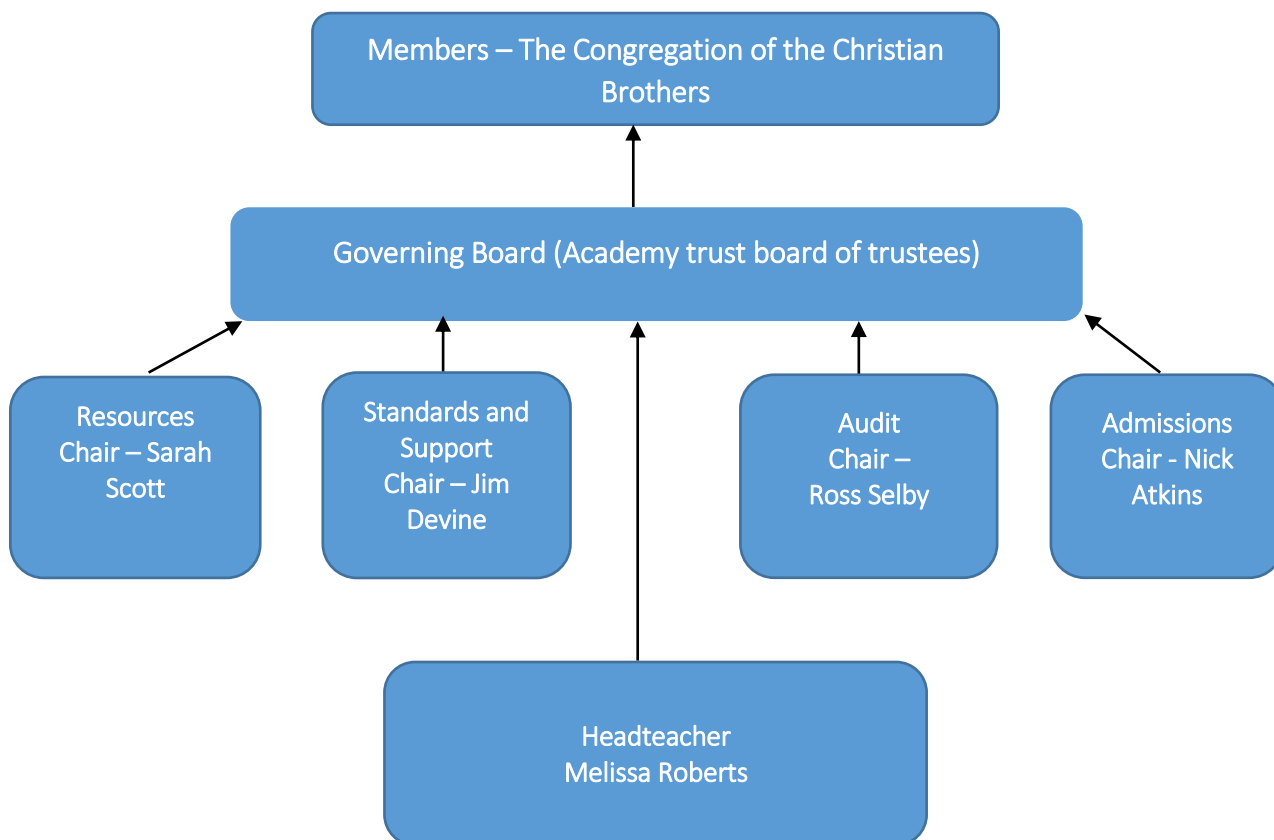 Members – The Congregation of the Christian
Brothers
Governing Board (Academy trust board of trustees)
Resources
Chair – Sarah
Scott
Standards and
Support
Chair – Jim
Devine
Audit
Chair –
Ross Selby
Admissions
Chair - Nick
Atkins
Headteacher
Melissa Roberts